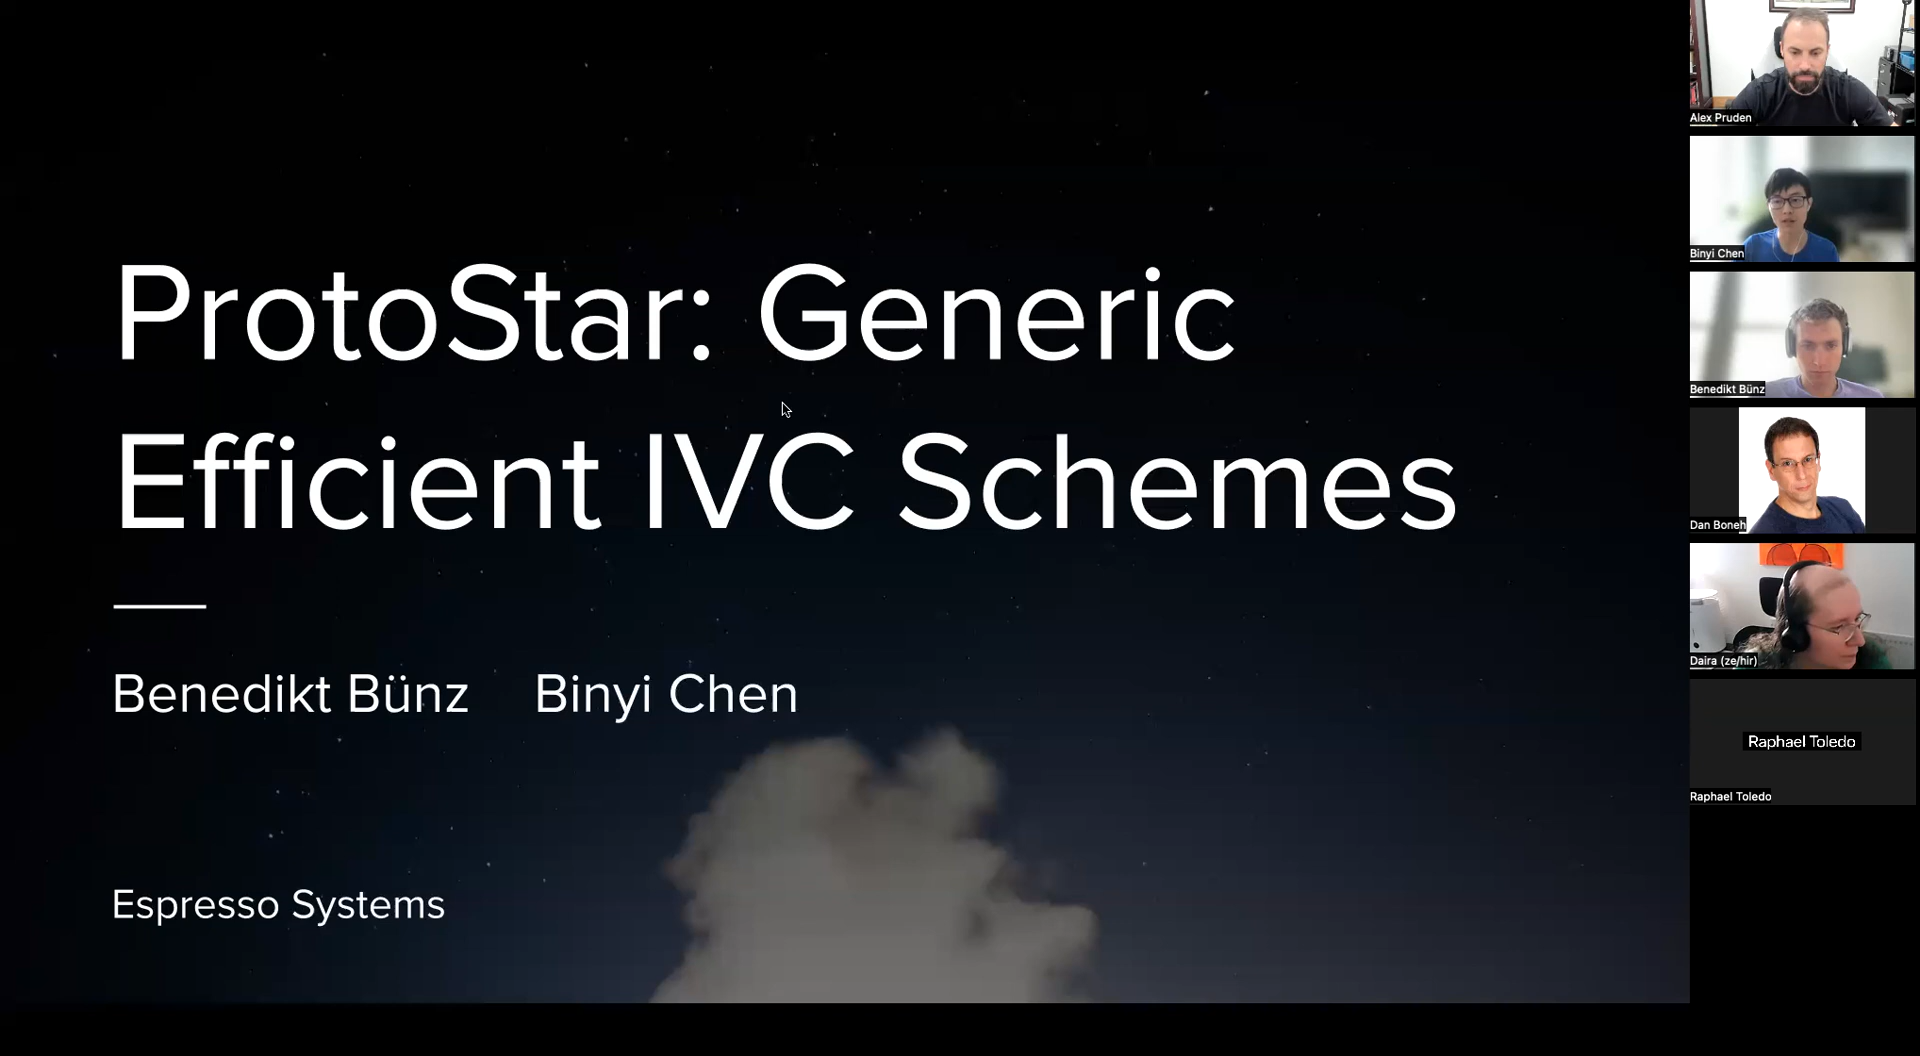 ProtoStar: Generic
Efficient IVC Schemes
Benedikt Bünz Binyi Chen
Espresso Systems
Alex Pruden
Binyi Chen
Benedikt Bünz
Dan Boneh
Daira (ze/hir)
Raphael Toledo
Raphael Toledo